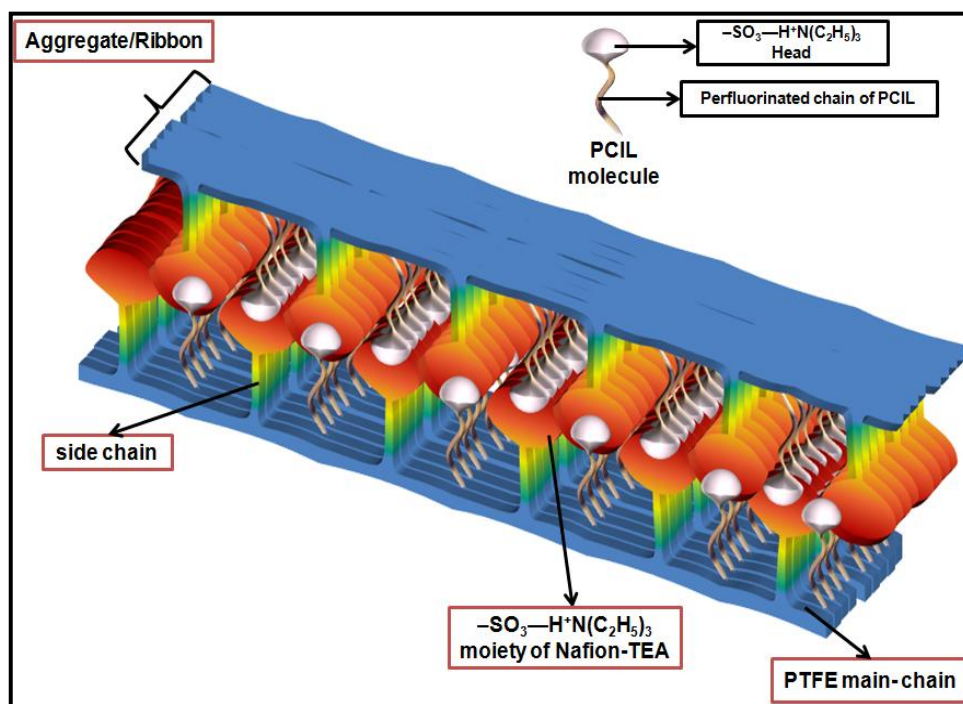 Aggregate/Ribbon
–SO₃—H⁺N(C₂H₅)₃
Head
Perfluorinated chain of PCIL
PCIL
molecule
side chain
–SO₃—H⁺N(C₂H₅)₃
moiety of Nafion-TEA
PTFE main-chain